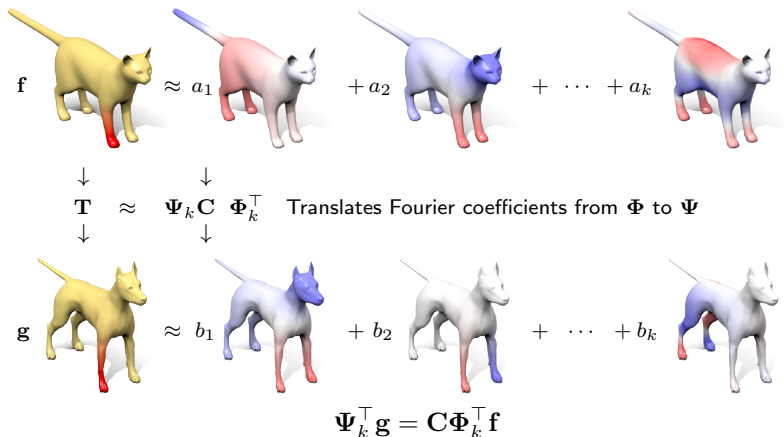 f ≈ a₁ + a₂ + ⋯ + aₖ
↓ ↓
T ≈ ΨₖC Φₖ⊤ Translates Fourier coefficients from Φ to Ψ
↓ ↓
g ≈ b₁ + b₂ + ⋯ + bₖ
Ψₖ⊤g = CΦₖ⊤f